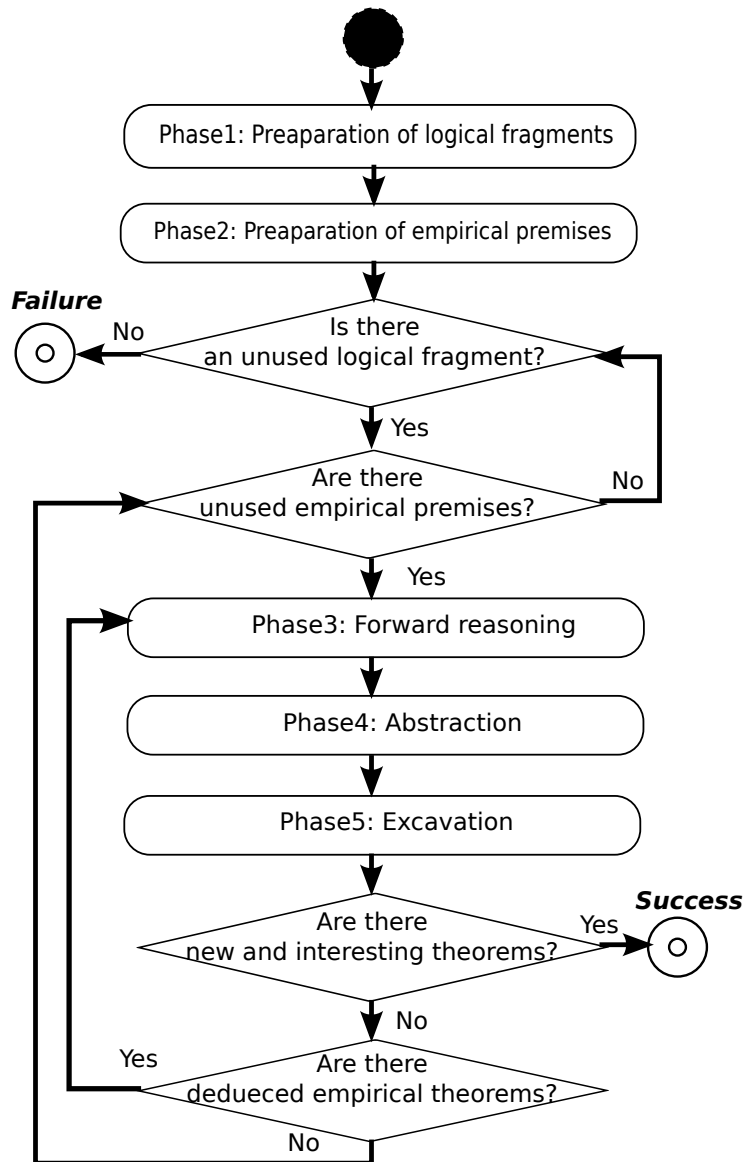 Phase1: Preaparation of logical fragments
Phase2: Preaparation of empirical premises
Failure
No
Is there
an unused logical fragment?
Yes
Are there
unused empirical premises?
No
Yes
Phase3: Forward reasoning
Phase4: Abstraction
Phase5: Excavation
Success
Are there
new and interesting theorems?
Yes
No
Yes
Are there
dedueced empirical theorems?
No